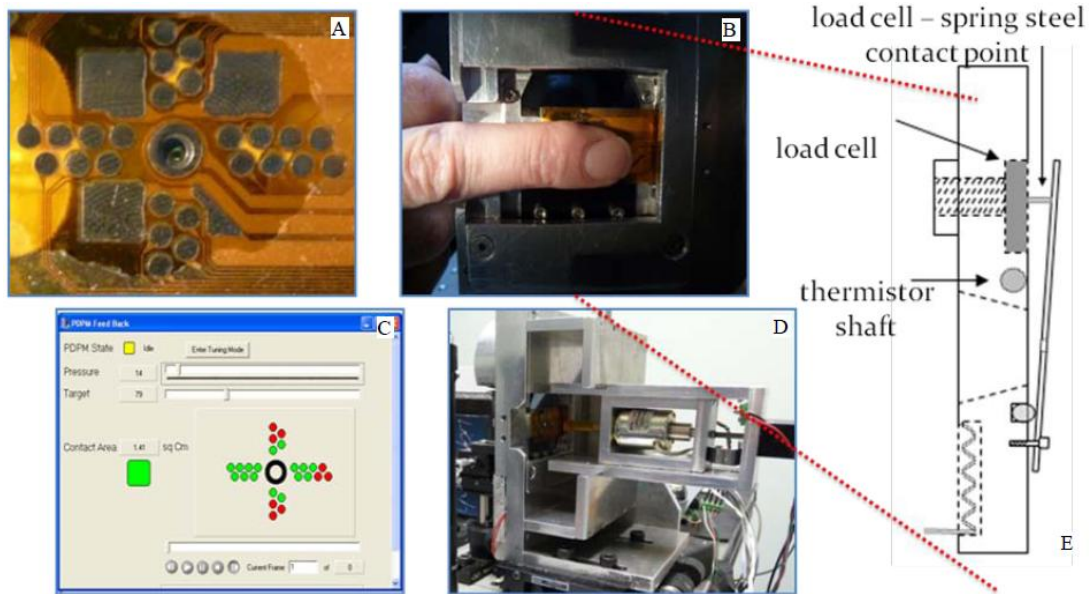 A
B
load cell – spring steel
contact point
load cell
thermistor
shaft
E
C
PDPM Feed Back
PDPM State
Idle
Enter Tuning Mode
Pressure
14
Target
79
Contact Area
1.41
sq Cm
Current Frame
1
of
0
D